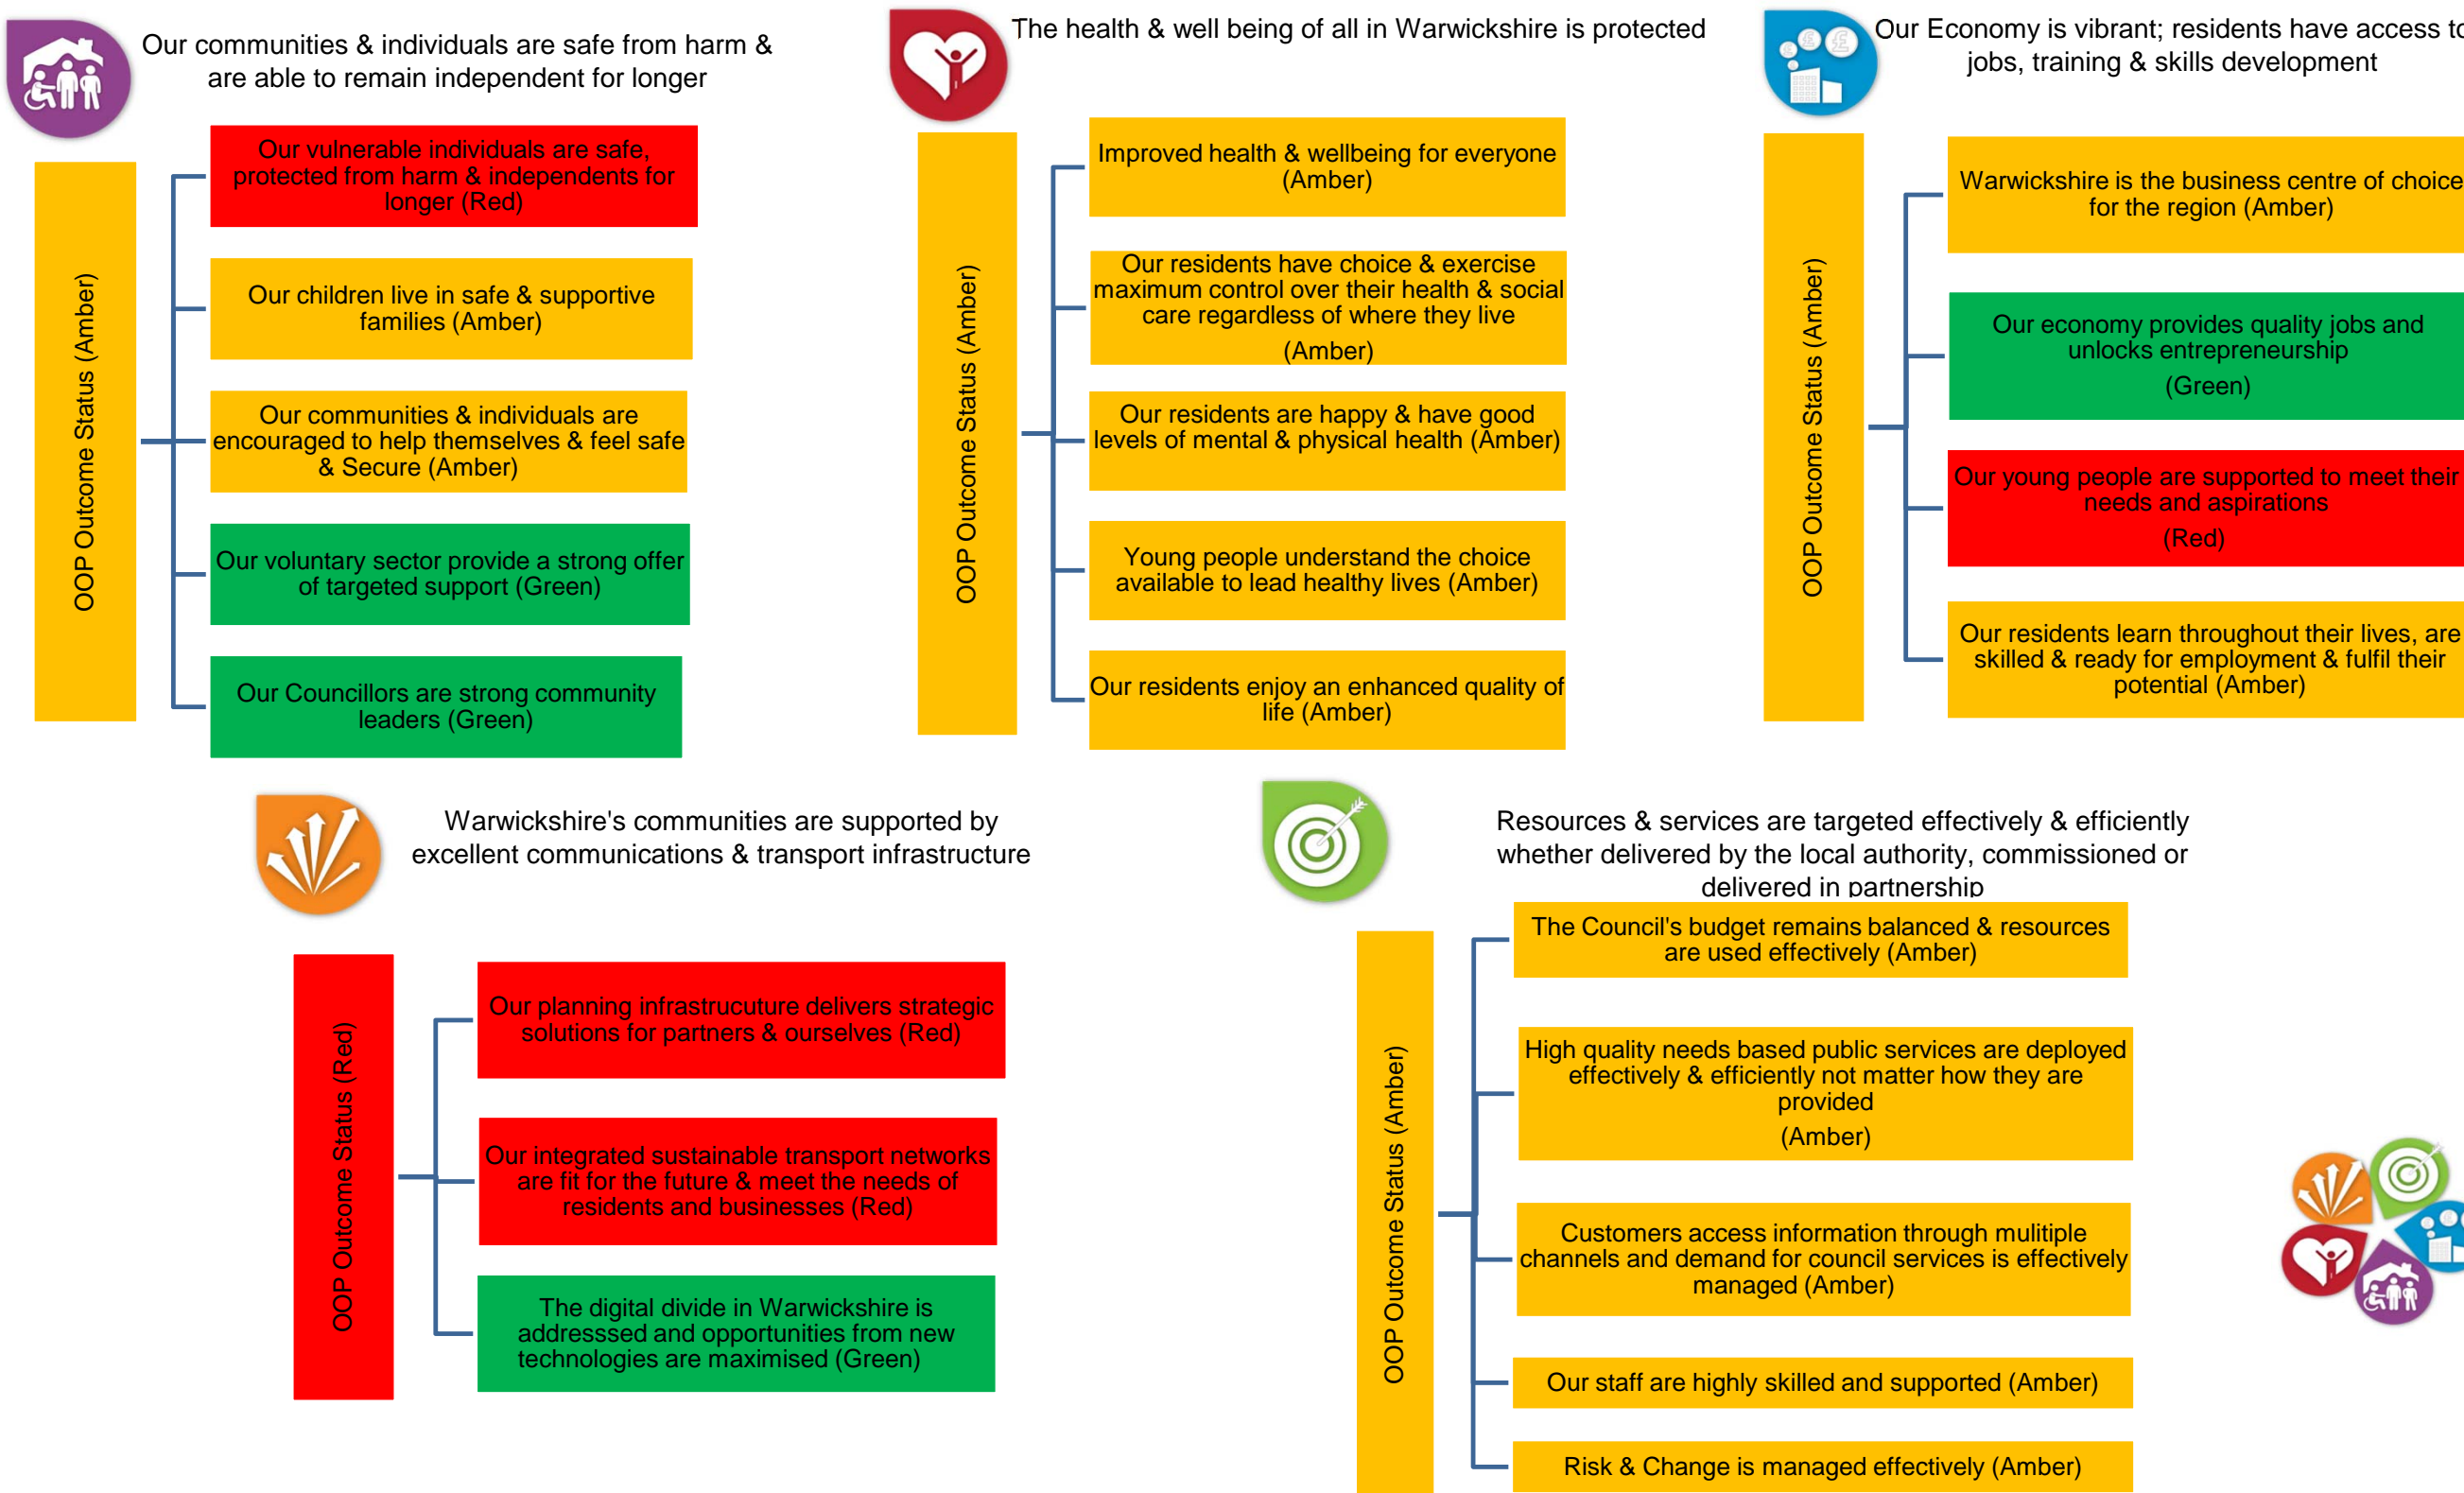 Our communities & individuals are safe from harm &
are able to remain independent for longer
OOP Outcome Status (Amber)
Our vulnerable individuals are safe,
protected from harm & independents for
longer (Red)
Our children live in safe & supportive
families (Amber)
Our communities & individuals are
encouraged to help themselves & feel safe
& Secure (Amber)
Our voluntary sector provide a strong offer
of targeted support (Green)
Our Councillors are strong community
leaders (Green)
The health & well being of all in Warwickshire is protected
OOP Outcome Status (Amber)
Improved health & wellbeing for everyone
(Amber)
Our residents have choice & exercise
maximum control over their health & social
care regardless of where they live
(Amber)
Our residents are happy & have good
levels of mental & physical health (Amber)
Young people understand the choice
available to lead healthy lives (Amber)
Our residents enjoy an enhanced quality of
life (Amber)
Our Economy is vibrant; residents have access to
jobs, training & skills development
OOP Outcome Status (Amber)
Warwickshire is the business centre of choice
for the region (Amber)
Our economy provides quality jobs and
unlocks entrepreneurship
(Green)
Our young people are supported to meet their
needs and aspirations
(Red)
Our residents learn throughout their lives, are
skilled & ready for employment & fulfil their
potential (Amber)
Warwickshire's communities are supported by
excellent communications & transport infrastructure
OOP Outcome Status (Red)
Our planning infrastrucuture delivers strategic
solutions for partners & ourselves (Red)
Our integrated sustainable transport networks
are fit for the future & meet the needs of
residents and businesses (Red)
The digital divide in Warwickshire is
addresssed and opportunities from new
technologies are maximised (Green)
Resources & services are targeted effectively & efficiently
whether delivered by the local authority, commissioned or
delivered in partnership
OOP Outcome Status (Amber)
The Council's budget remains balanced & resources
are used effectively (Amber)
High quality needs based public services are deployed
effectively & efficiently not matter how they are
provided
(Amber)
Customers access information through mulitiple
channels and demand for council services is effectively
managed (Amber)
Our staff are highly skilled and supported (Amber)
Risk & Change is managed effectively (Amber)